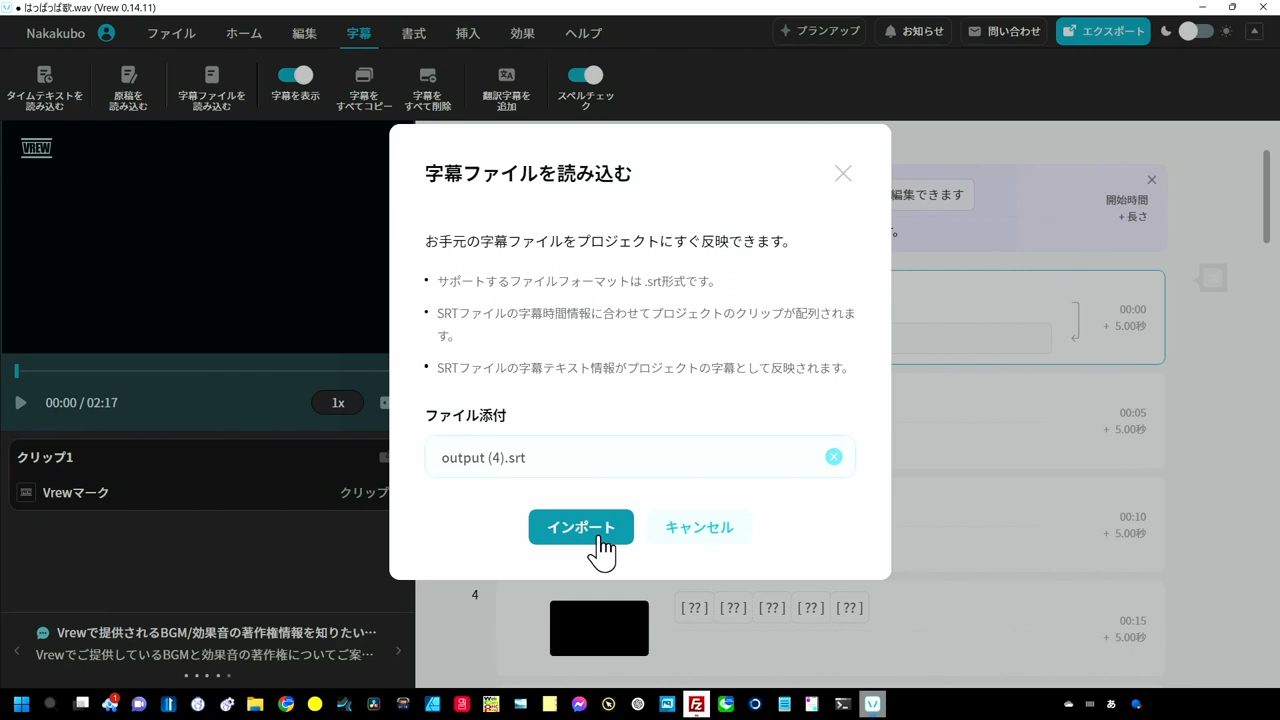 ● はっぱっぱ歌.wav (Vrew 0.14.11)
Nakakubo ファイル ホーム 編集 字幕 書式 挿入 効果 ヘルプ プランアップ お知らせ 問い合わせ エクスポート
タイムテキストを読み込む
原稿を読み込む
字幕ファイルを読み込む
字幕を表示
字幕をすべてコピー
字幕をすべて削除
翻訳字幕を追加
スペルチェック
VREW
字幕ファイルを読み込む
お手元の字幕ファイルをプロジェクトにすぐ反映できます。
• サポートするファイルフォーマットは .srt形式です。
• SRTファイルの字幕時間情報に合わせてプロジェクトのクリップが配列されま
す。
• SRTファイルの字幕テキスト情報がプロジェクトの字幕として反映されます。
ファイル添付
output (4).srt
インポート キャンセル
編集できます
開始時間
+ 長さ
。
00:00
+ 5.00秒
00:05
+ 5.00秒
00:10
+ 5.00秒
4
[ ?? ] [ ?? ] [ ?? ] [ ?? ] [ ?? ]
00:15
+ 5.00秒
00:00 / 02:17
1x
クリップ1
Vrewマーク クリップ
Vrewで提供されるBGM/効果音の著作権情報を知りたい…
Vrewでご提供しているBGMと効果音の著作権についてご案…
あ